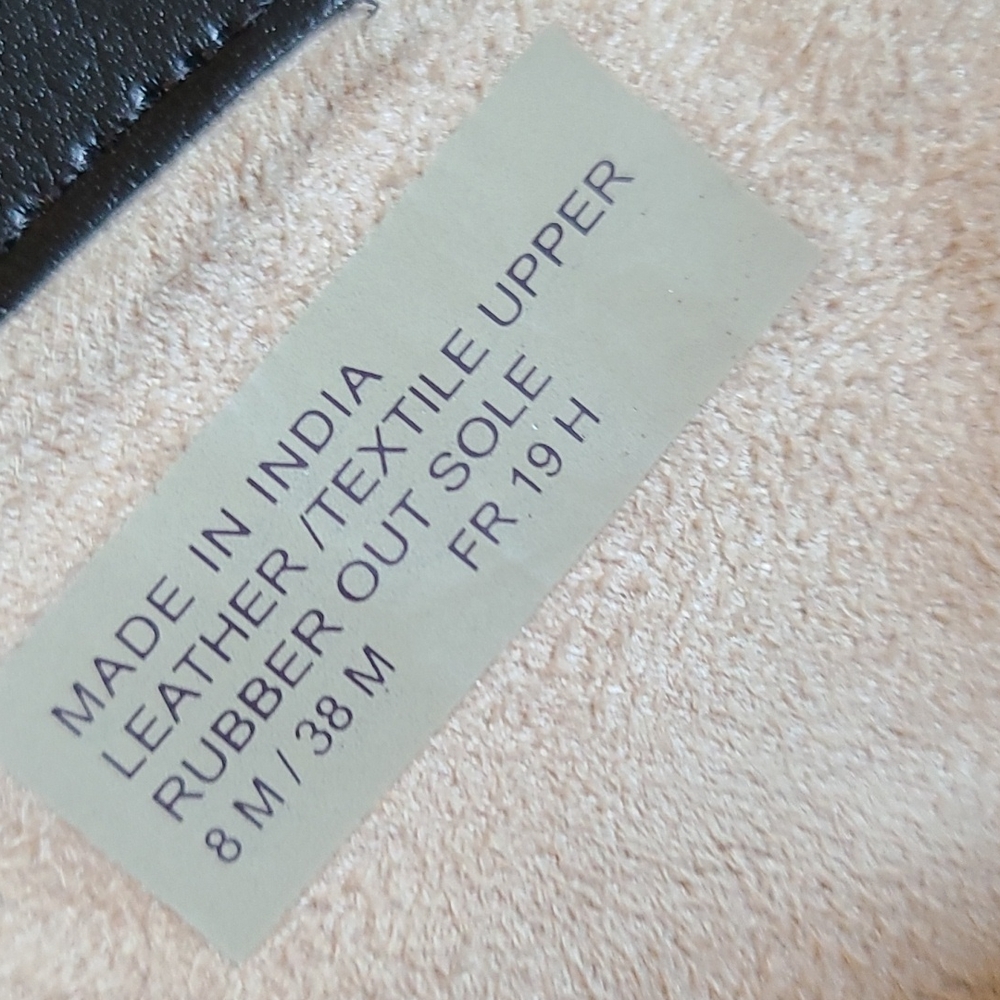 MADE IN INDIA
LEATHER /TEXTILE UPPER
RUBBER OUT SOLE
8 M / 38 M FR 19 H